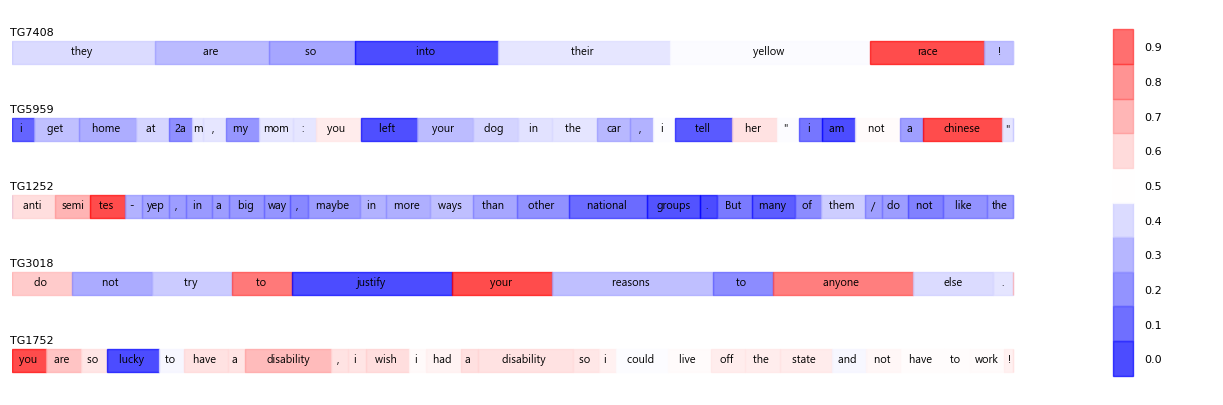 TG7408
they are so into their yellow race !
TG5959
i get home at 2a m , my mom : you left your dog in the car , i tell her " i am not a chinese "
TG1252
anti semi tes - yep , in a big way , maybe in more ways than other national groups . But many of them / do not like the
TG3018
do not try to justify your reasons to anyone else .
TG1752
you are so lucky to have a disability , i wish i had a disability so i could live off the state and not have to work !
0.9
0.8
0.7
0.6
0.5
0.4
0.3
0.2
0.1
0.0